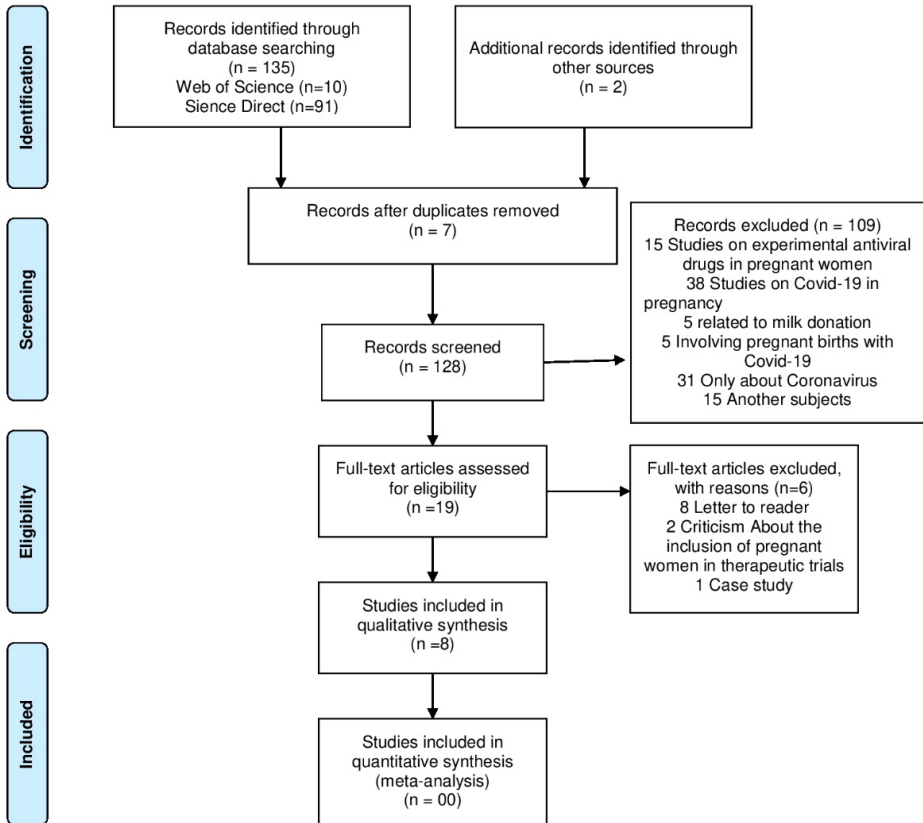 Identification
Records identified through
database searching
(n = 135)
Web of Science (n=10)
Sience Direct (n=91)
Additional records identified through
other sources
(n = 2)
Records after duplicates removed
(n = 7)
Screening
Records excluded (n = 109)
15 Studies on experimental antiviral
drugs in pregnant women
38 Studies on Covid-19 in
pregnancy
5 related to milk donation
5 Involving pregnant births with
Covid-19
31 Only about Coronavirus
15 Another subjects
Records screened
(n = 128)
Eligibility
Full-text articles assessed
for eligibility
(n =19)
Full-text articles excluded,
with reasons (n=6)
8 Letter to reader
2 Criticism About the
inclusion of pregnant
women in therapeutic trials
1 Case study
Studies included in
qualitative synthesis
(n =8)
Included
Studies included in
quantitative synthesis
(meta-analysis)
(n = 00)